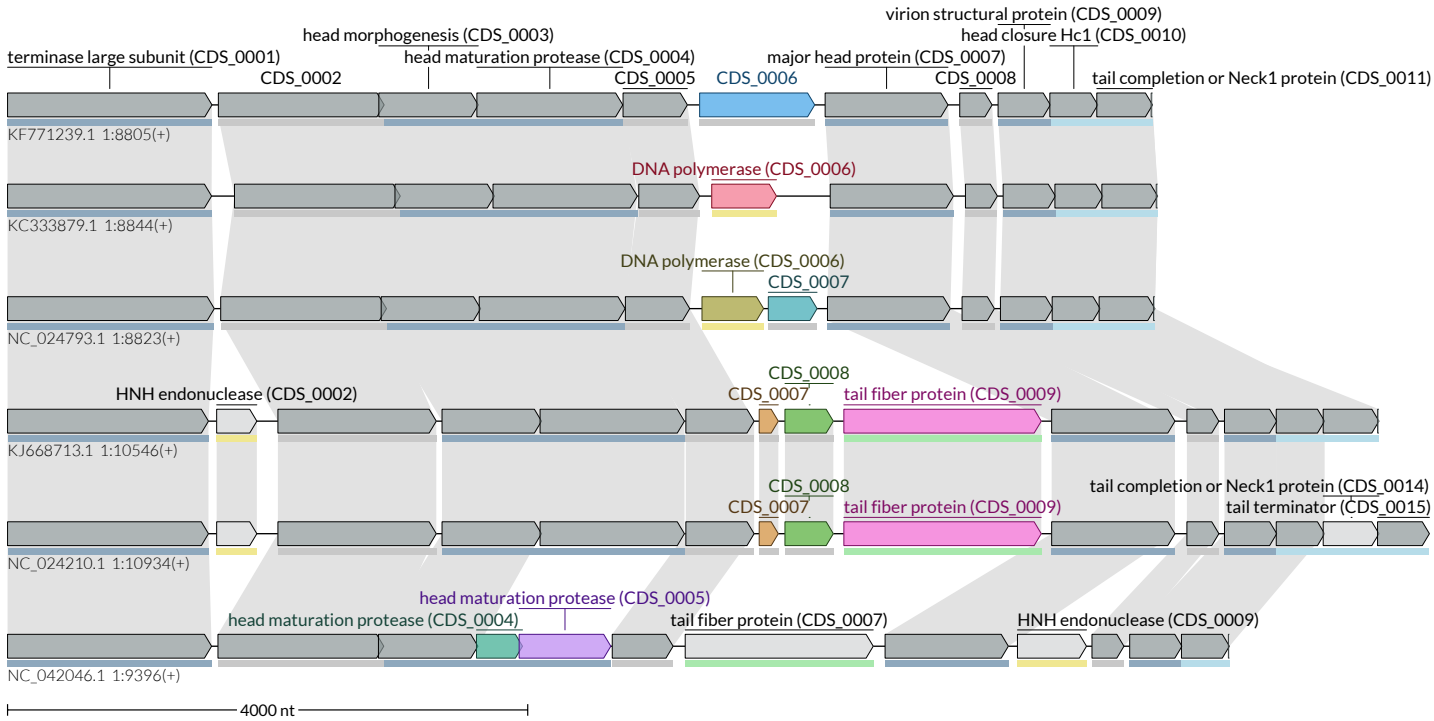 virion structural protein (CDS_0009)
head morphogenesis (CDS_0003)
head closure Hc1 (CDS_0010)
terminase large subunit (CDS_0001)
head maturation protease (CDS_0004)
major head protein (CDS_0007)
CDS_0002
CDS_0005
CDS_0006
CDS_0008
tail completion or Neck1 protein (CDS_0011)
KF771239.1 1:8805(+)
DNA polymerase (CDS_0006)
KC333879.1 1:8844(+)
DNA polymerase (CDS_0006)
CDS_0007
NC_024793.1 1:8823(+)
CDS_0008
HNH endonuclease (CDS_0002)
CDS_0007
tail fiber protein (CDS_0009)
KJ668713.1 1:10546(+)
CDS_0008
tail completion or Neck1 protein (CDS_0014)
CDS_0007
tail fiber protein (CDS_0009)
tail terminator (CDS_0015)
NC_024210.1 1:10934(+)
head maturation protease (CDS_0005)
head maturation protease (CDS_0004)
tail fiber protein (CDS_0007)
HNH endonuclease (CDS_0009)
NC_042046.1 1:9396(+)
4000 nt